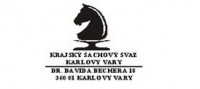 KRAJSKÝ ŠACHOVÝ SVAZ
KARLOVY VARY
DR. DAVIDA BECHERA 18
360 01 KARLOVY VARY